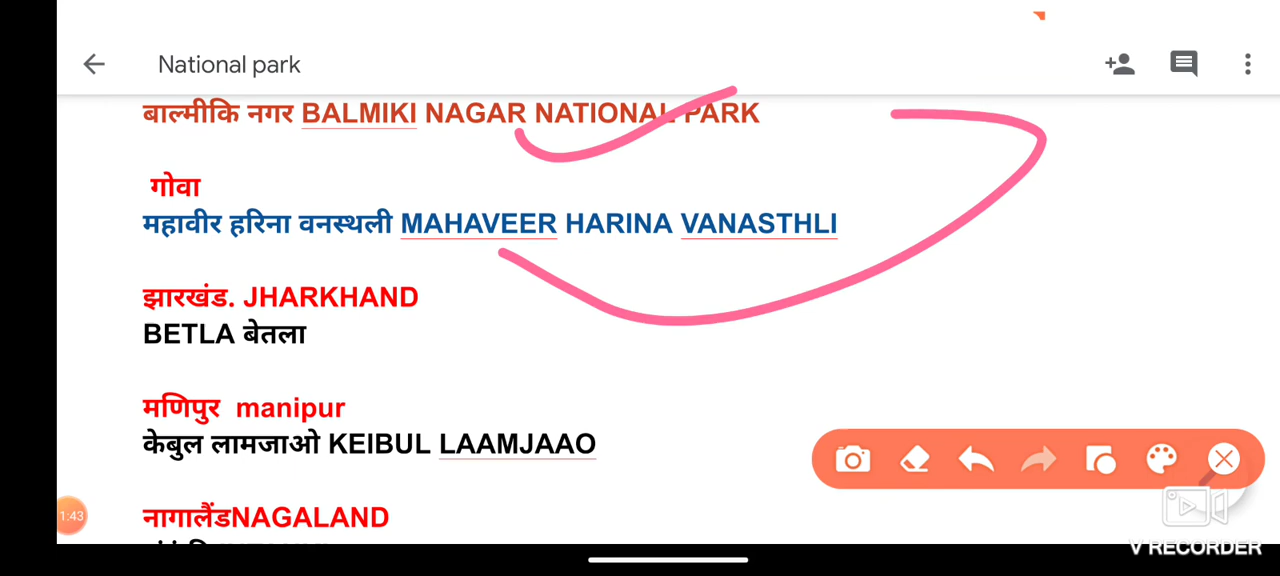 National park
बाल्मीकि नगर BALMIKI NAGAR NATIONAL PARK
गोवा
महावीर हरिना वनस्थली MAHAVEER HARINA VANASTHLI
झारखंड. JHARKHAND
BETLA बेतला
मणिपुर manipur
केबुल लामजाओ KEIBUL LAAMJAAO
नागालैंडNAGALAND
1:43
V RECORDER